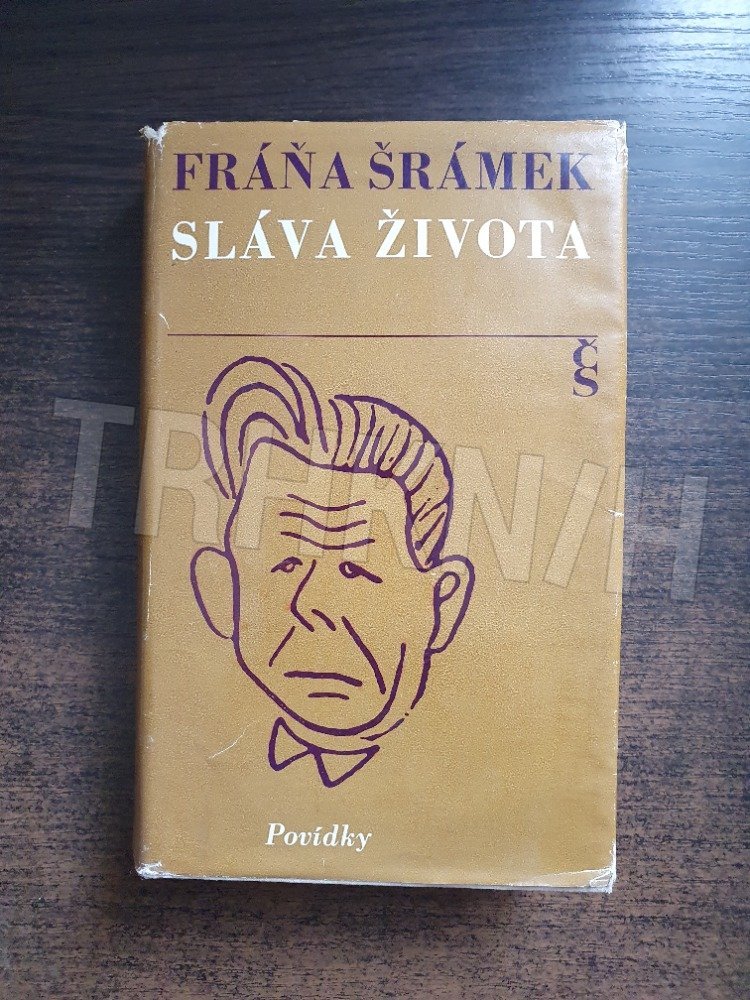 FRÁŇA ŠRÁMEK
SLÁVA ŽIVOTA
ČS
Povídky